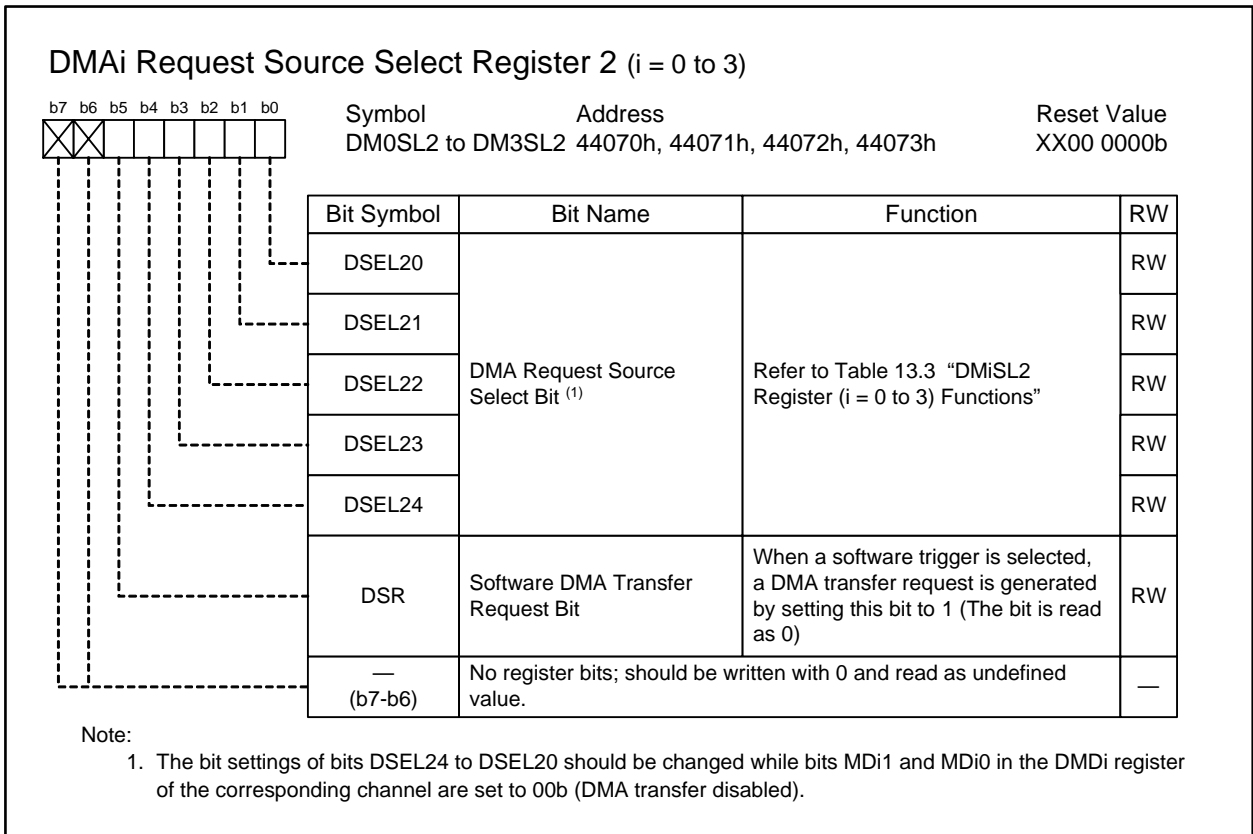 DMAi Request Source Select Register 2 (i = 0 to 3)
b7 b6 b5 b4 b3 b2 b1 b0
Symbol Address Reset Value
DM0SL2 to DM3SL2 44070h, 44071h, 44072h, 44073h XX00 0000b
Bit Symbol Bit Name Function RW
DSEL20 RW
DSEL21 RW
DSEL22 RW
DMA Request Source
Select Bit (1)
Refer to Table 13.3 “DMiSL2
Register (i = 0 to 3) Functions”
DSEL23 RW
DSEL24 RW
DSR
Software DMA Transfer
Request Bit
When a software trigger is selected,
a DMA transfer request is generated
by setting this bit to 1 (The bit is read
as 0)
RW
—
(b7-b6)
No register bits; should be written with 0 and read as undefined
value.
—
Note:
1. The bit settings of bits DSEL24 to DSEL20 should be changed while bits MDi1 and MDi0 in the DMDi register
of the corresponding channel are set to 00b (DMA transfer disabled).